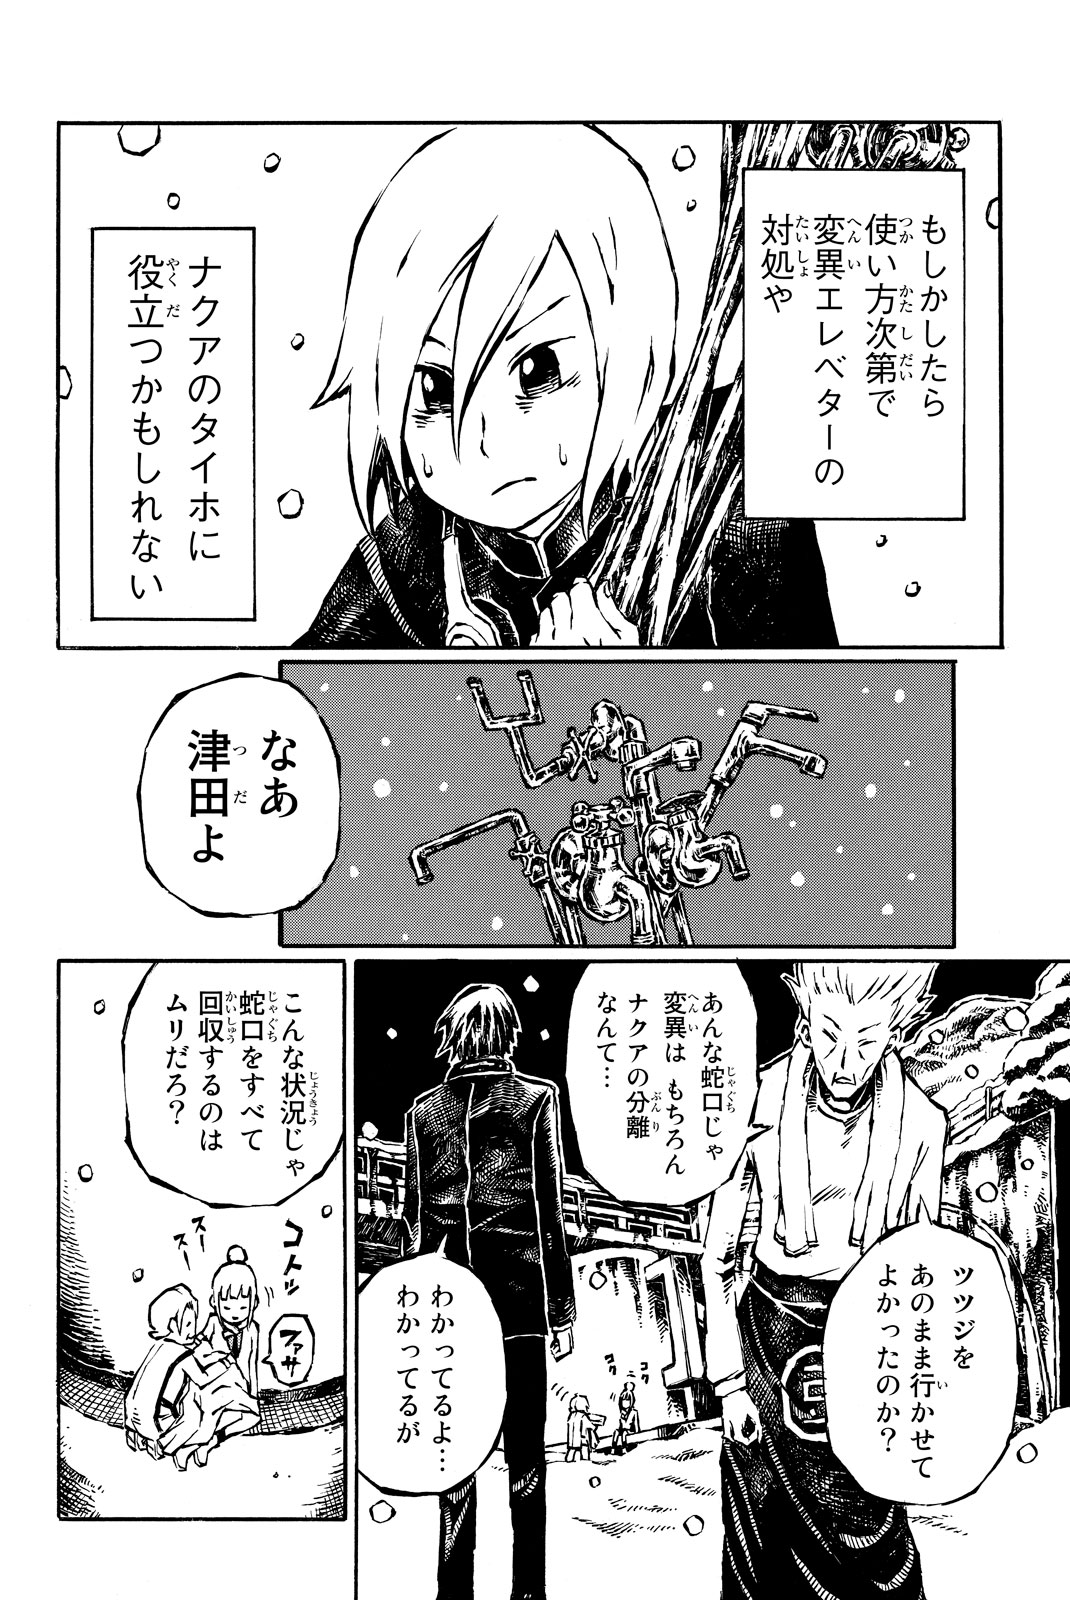 もしかしたら
使い方次第で
変異エレベターの
対処や
ナクアのタイホに
役立つかもしれない
なあ
津田よ
ツツジを
あのまま行かせて
よかったのか？
あんな蛇口じゃ
変異は もちろん
ナクアの分離
なんて…
わかってるよ…
わかってるが
コク
コク
こんな状況じゃ
蛇口をすべて
回収するのは
ムリだろ？
コトッ
スー
スー
ファサ